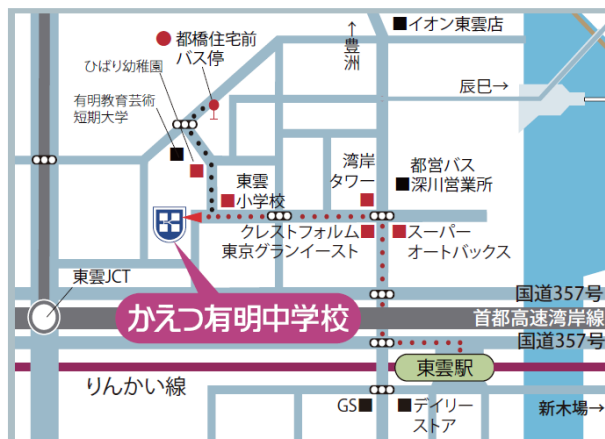 都橋住宅前
バス停
↑
豊洲
イオン東雲店
ひばり幼稚園
辰巳→
有明教育芸術
短期大学
東雲
小学校
湾岸
タワー
都営バス
深川営業所
クレストフォルム
東京グランイースト
スーパー
オートバックス
東雲JCT
国道357号
かえつ有明中学校
首都高速湾岸線
国道357号
東雲駅
りんかい線
GS
デイリー
ストア
新木場→